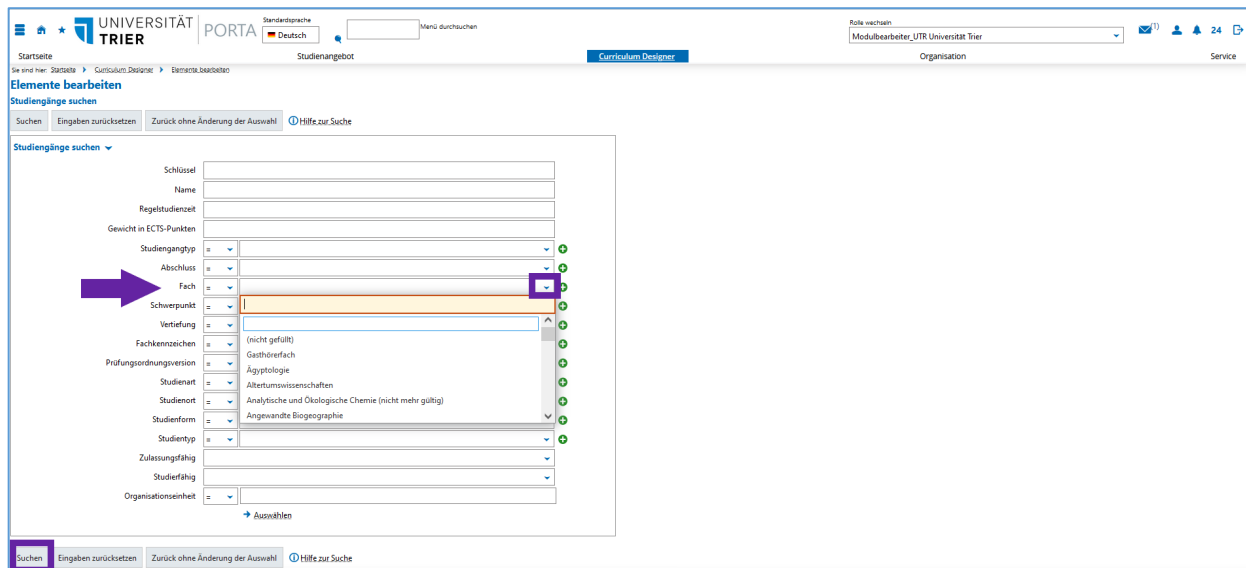 UNIVERSITÄT
TRIER
PORTA
Standardsprache
Deutsch
Menü durchsuchen
Rolle wechseln
Modulbearbeiter_UTR Universität Trier
(1)
24
Startseite Studienangebot Curriculum Designer Organisation Service
Sie sind hier: Startseite Curriculum Designer Elemente bearbeiten
Elemente bearbeiten
Studiengänge suchen
Suchen Eingaben zurücksetzen Zurück ohne Änderung der Auswahl Hilfe zur Suche
Studiengänge suchen
Schlüssel
Name
Regelstudienzeit
Gewicht in ECTS-Punkten
Studiengangtyp =
Abschluss =
Fach =
Schwerpunkt =
Vertiefung =
(nicht gefüllt)
Fachkennzeichen =
Gasthörerfach
Prüfungsordnungsversion =
Ägyptologie
Studienart =
Altertumswissenschaften
Studienort =
Analytische und Ökologische Chemie (nicht mehr gültig)
Studienform =
Angewandte Biogeographie
Studientyp =
Zulassungsfähig
Studierfähig
Organisationseinheit =
Auswählen
Suchen Eingaben zurücksetzen Zurück ohne Änderung der Auswahl Hilfe zur Suche